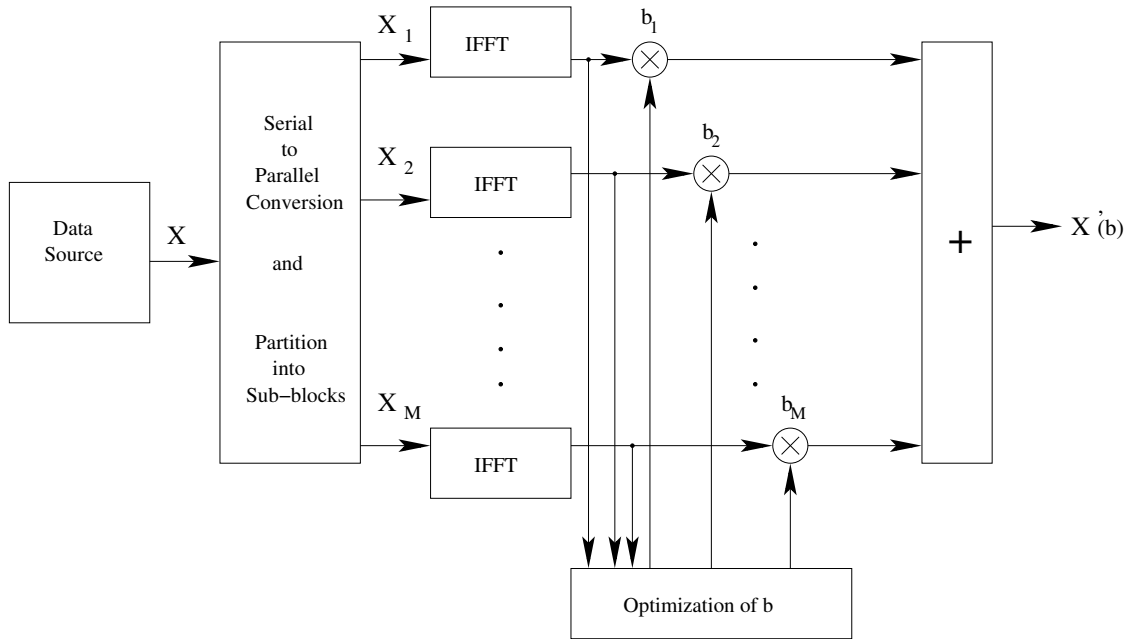 Data
Source
X
Serial
to
Parallel
Conversion
and
Partition
into
Sub−blocks
X 1
IFFT
X 2
IFFT
X M
IFFT
b1
b2
bM
+
X '(b)
Optimization of b